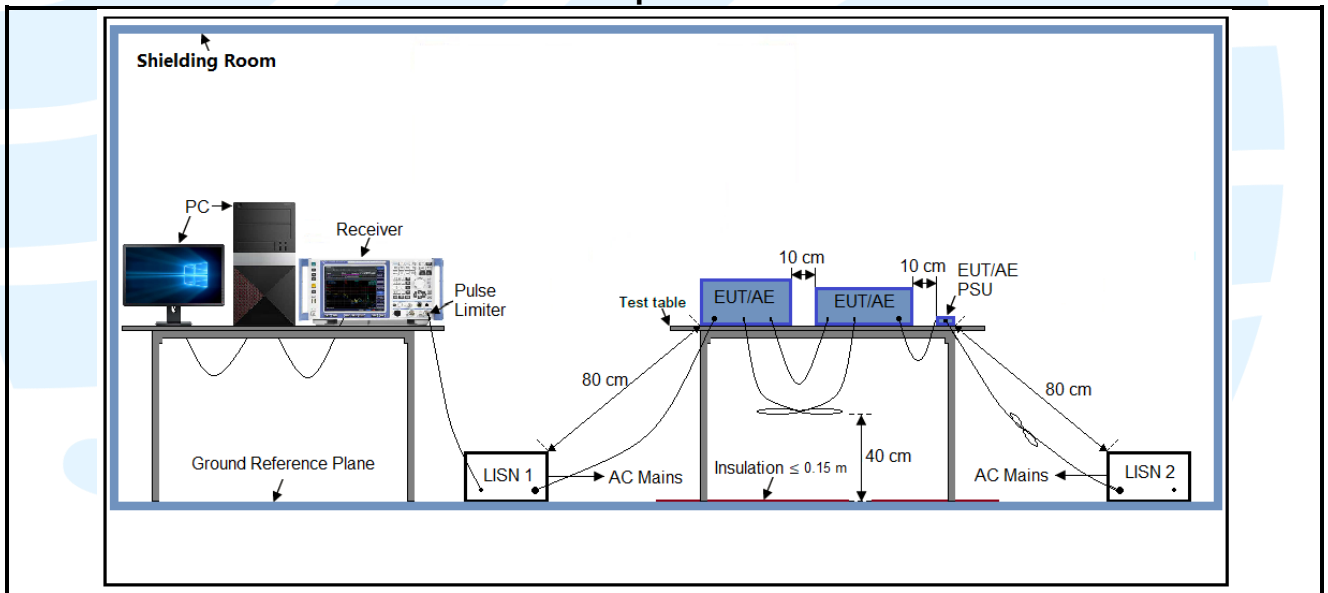 Shielding Room
PC
Receiver
Pulse
Limiter
10 cm
10 cm
EUT/AE
PSU
Test table
EUT/AE
EUT/AE
80 cm
80 cm
40 cm
Ground Reference Plane
LISN 1
AC Mains
Insulation ≤ 0.15 m
AC Mains
LISN 2